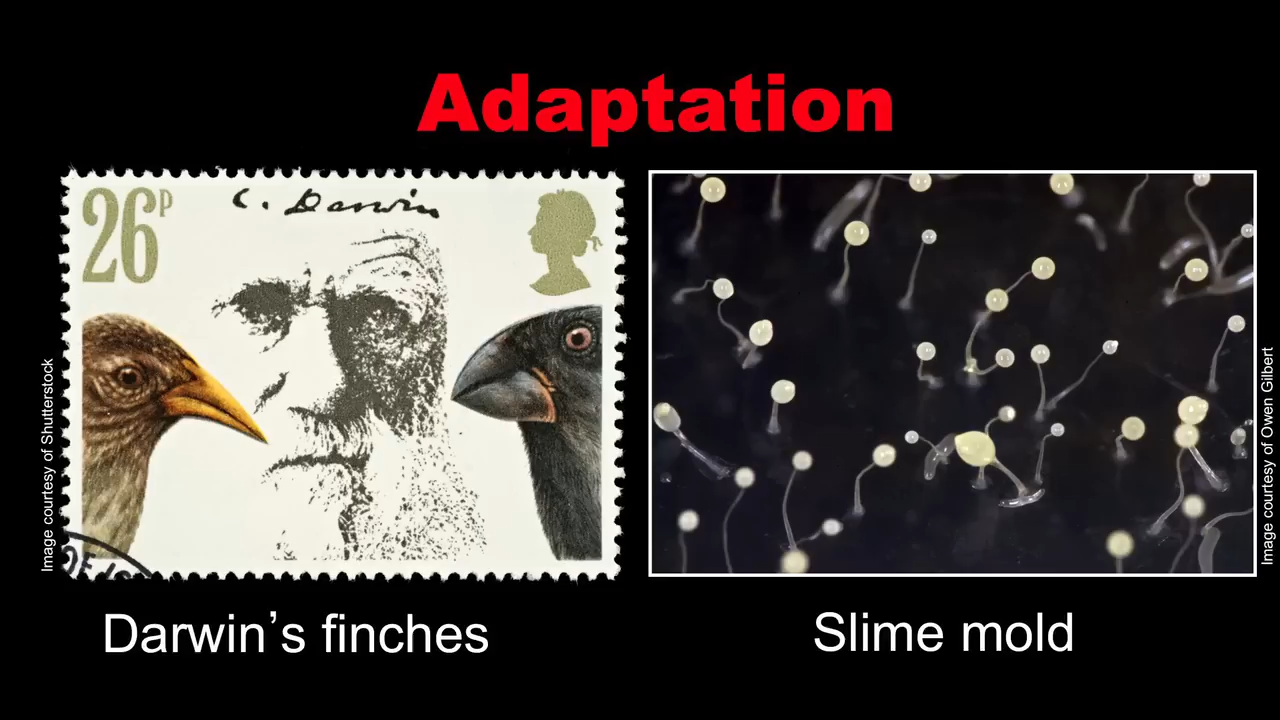 Adaptation
26P
C. Darwin
Image courtesy of Shutterstock
Image courtesy of Owen Gilbert
Darwin’s finches
Slime mold